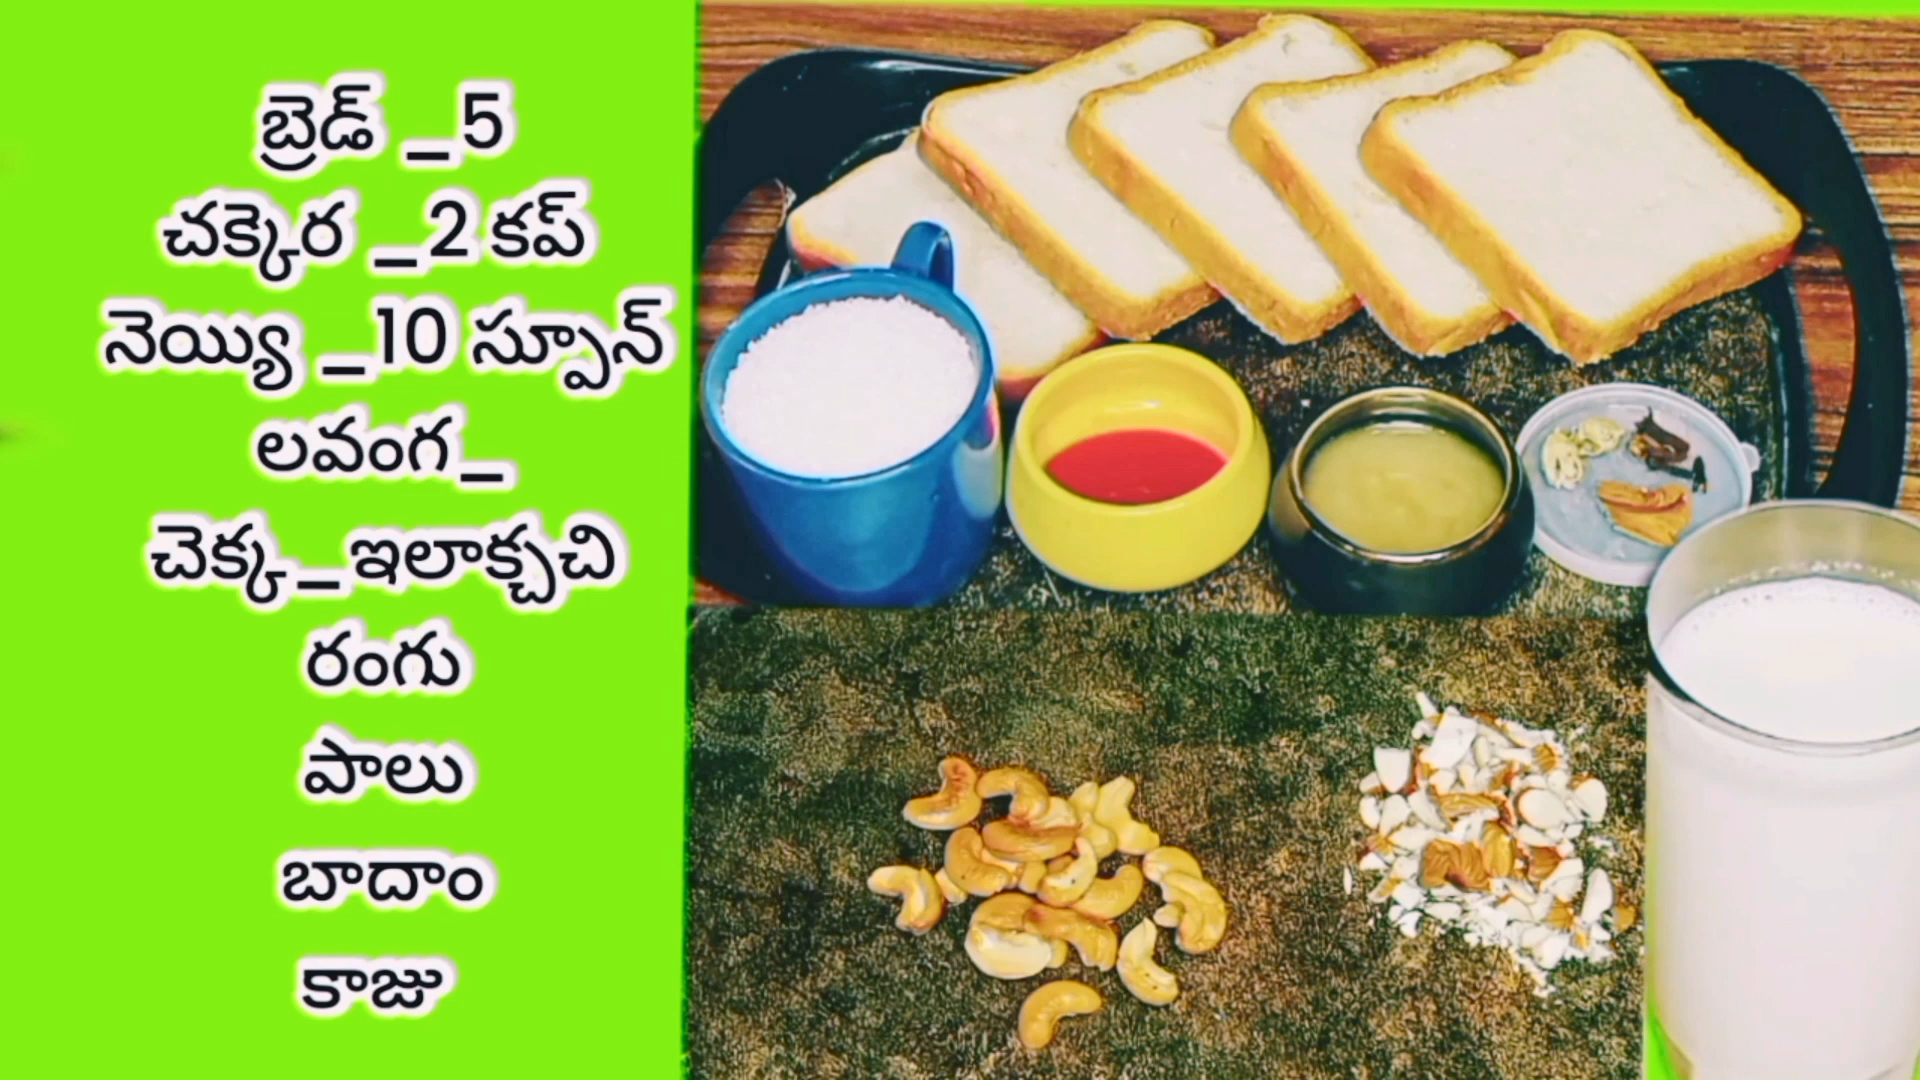 బ్రెడ్ _5
చక్కెర _2 కప్
నెయ్యి _10 స్పూన్
లవంగ_
చెక్క_ఇలాక్చచి
రంగు
పాలు
బాదాం
కాజు